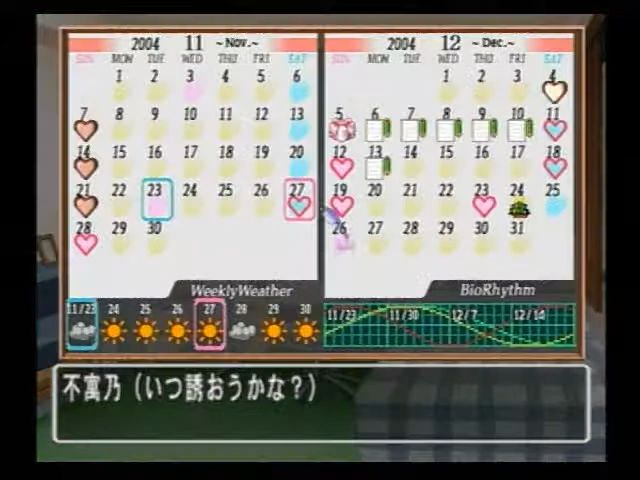 2004 11 ~Nov.~
SUN MON TUE WED THU FRI SAT
1 2 3 4 5 6
7 8 9 10 11 12 13
14 15 16 17 18 19 20
21 22 23 24 25 26 27
28 29 30
2004 12 ~Dec.~
SUN MON TUE WED THU FRI SAT
1 2 3 4
5 6 7 8 9 10 11
12 13 14 15 16 17 18
19 20 21 22 23 24 25
26 27 28 29 30 31
WeeklyWeather
11/23 24 25 26 27 28 29 30
BioRhythm
11/23 11/30 12/7 12/14
不寓乃（いつ誘おうかな？）